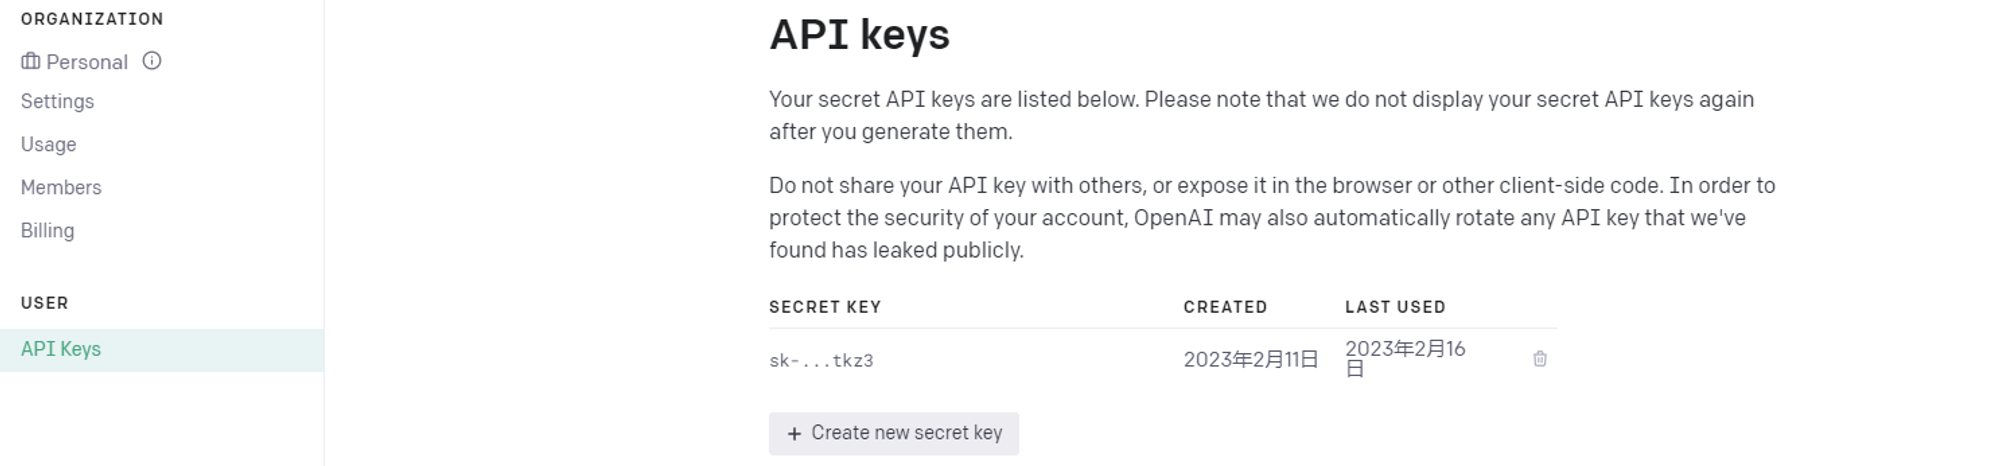 ORGANIZATION
Personal
Settings
Usage
Members
Billing
USER
API Keys
API keys
Your secret API keys are listed below. Please note that we do not display your secret API keys again
after you generate them.
Do not share your API key with others, or expose it in the browser or other client-side code. In order to
protect the security of your account, OpenAI may also automatically rotate any API key that we've
found has leaked publicly.
SECRET KEY CREATED LAST USED
sk-...tkz3 2023年2月11日 2023年2月16
日
+ Create new secret key